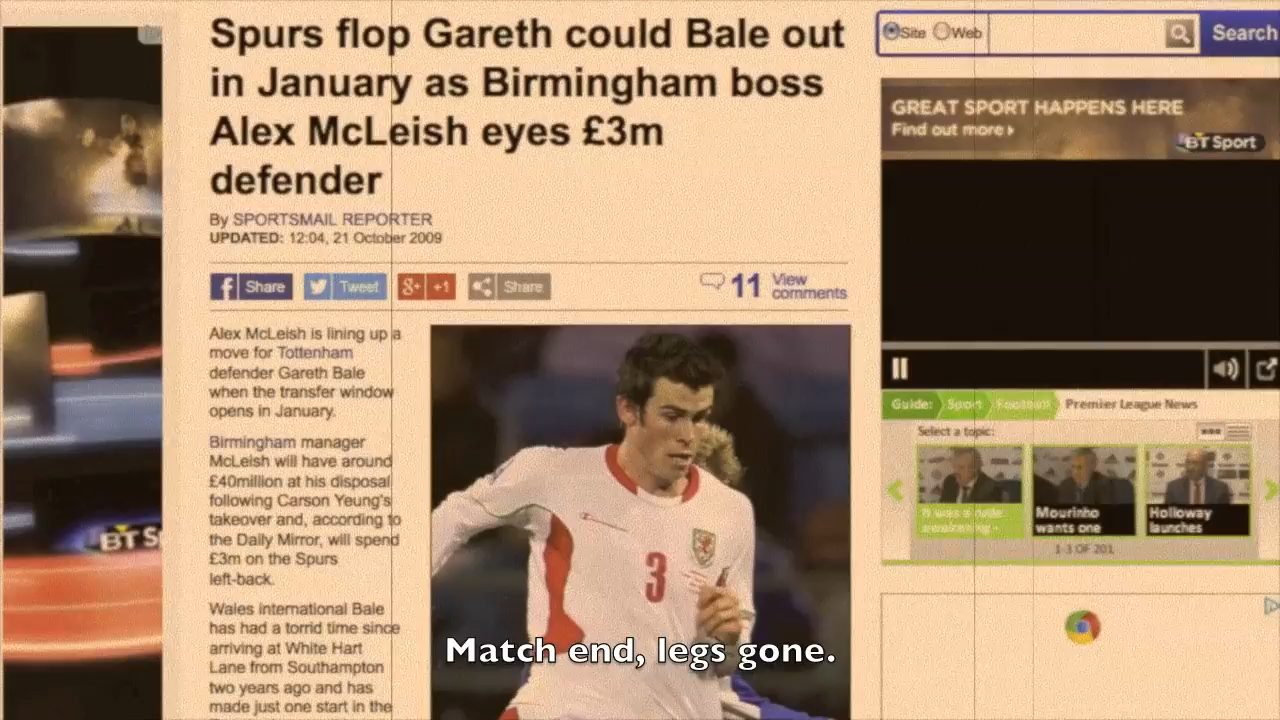 Spurs flop Gareth could Bale out
in January as Birmingham boss
Alex McLeish eyes £3m
defender
By SPORTSMAIL REPORTER
UPDATED: 12:04, 21 October 2009
Share
Tweet
+1
Share
11
View
comments
Alex McLeish is lining up a
move for Tottenham
defender Gareth Bale
when the transfer window
opens in January.
Birmingham manager
McLeish will have around
£40million at his disposal
following Carson Yeung's
takeover and, according to
the Daily Mirror, will spend
£3m on the Spurs
left-back.
Wales international Bale
has had a torrid time since
arriving at White Hart
Lane from Southampton
two years ago and has
made just one start in the
3
Match end, legs gone.
BT S
Site
Web
Search
GREAT SPORT HAPPENS HERE
Find out more
BT Sport
Guide:
Sport
Football
Premier League News
Select a topic:
It was a rude
awakening -
Mourinho
wants one
Holloway
launches
1-3 OF 201